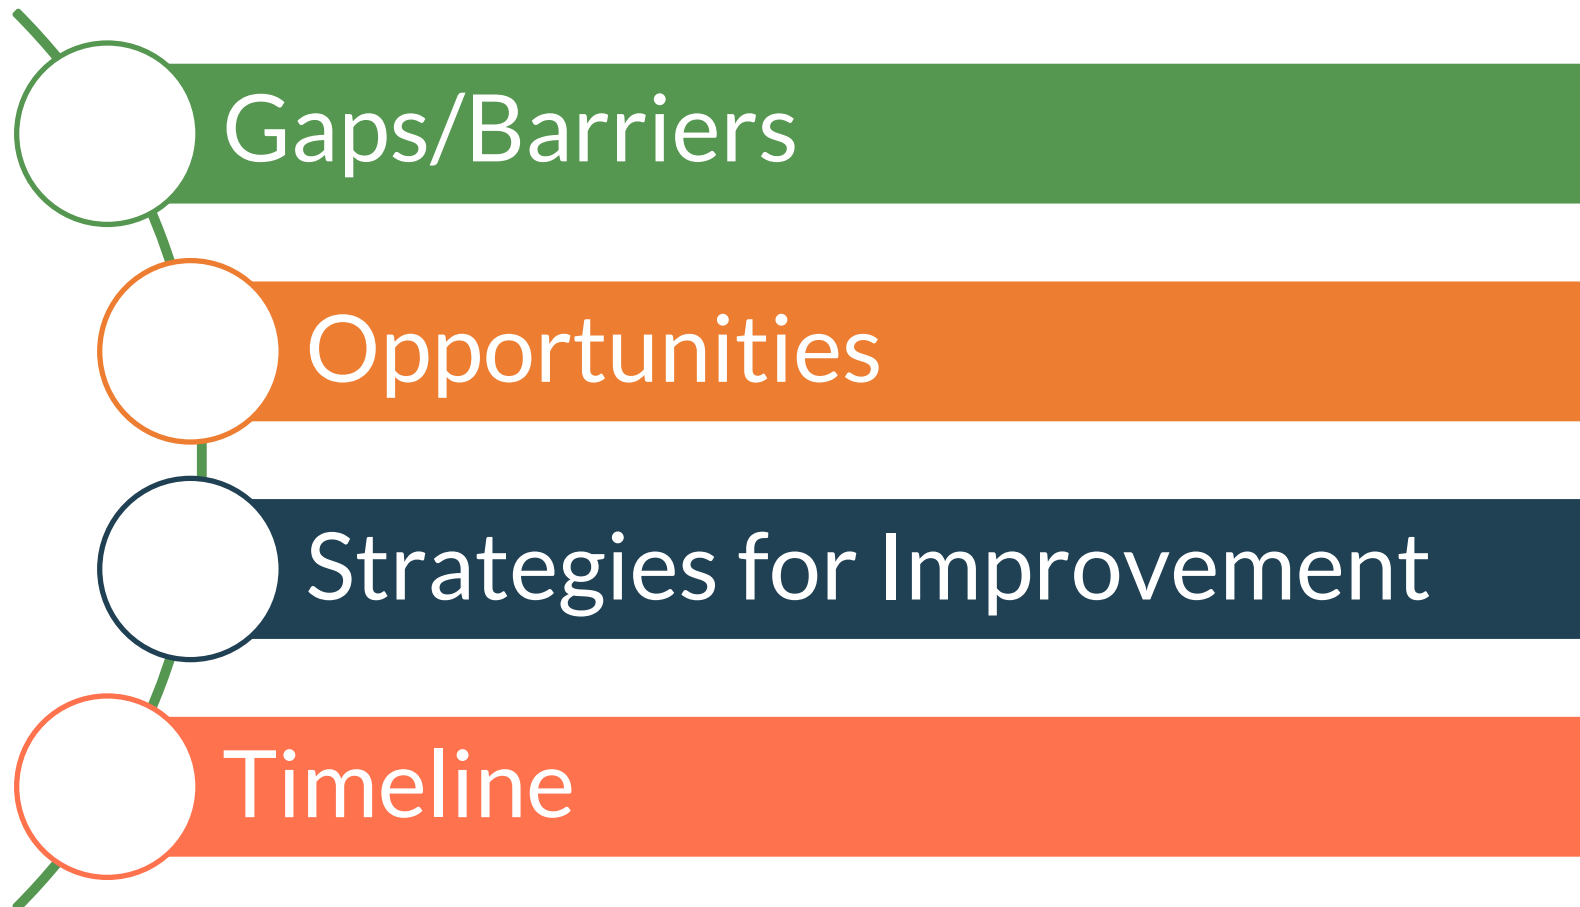 Gaps/Barriers
Opportunities
Strategies for Improvement
Timeline